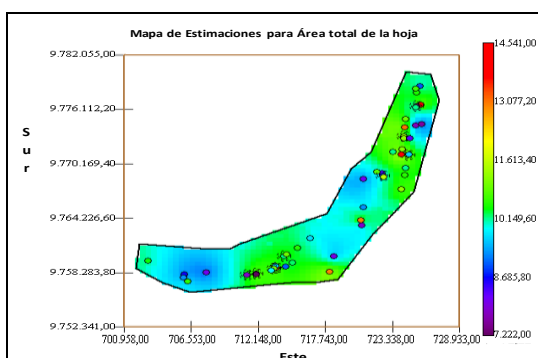 Mapa de Estimaciones para Área total de la hoja
9.782.055,00
9.776.112,20
9.770.169,40
9.764.226,60
9.758.283,80
9.752.341,00
S
u
r
700.958,00 706.553,00 712.148,00 717.743,00 723.338,00 728.933,00
Este
14.541,00
13.077,20
11.613,40
10.149,60
8.685,80
7.222,00